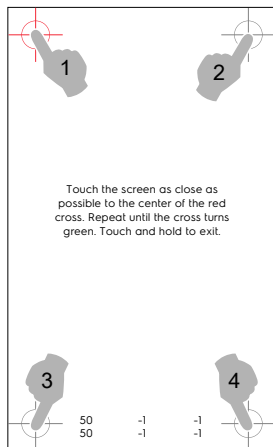 1
2
Touch the screen as close as
possible to the center of the red
cross. Repeat until the cross turns
green. Touch and hold to exit.
3
4
50 -1 -1
50 -1 -1